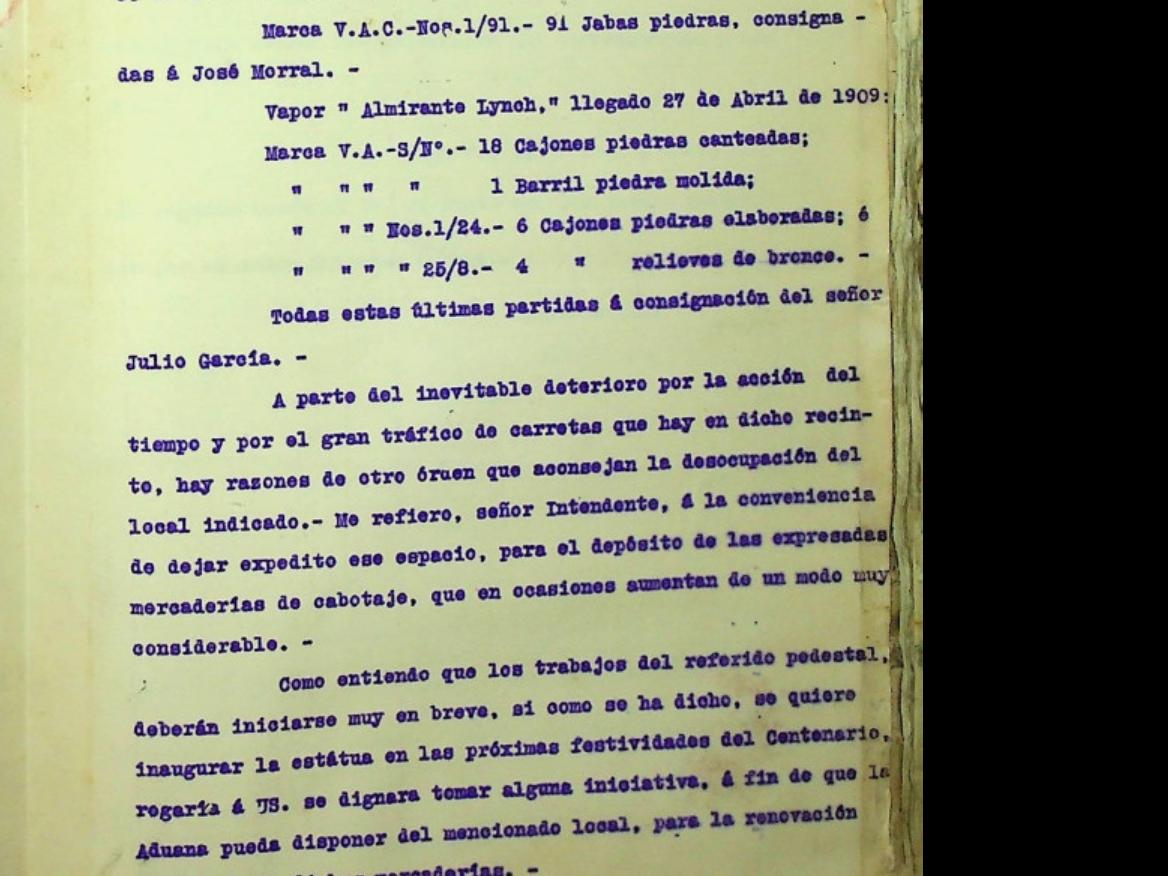 Marca V.A.C.-Nos.1/91.- 91 Jabas piedras, consigna -
das á José Morral. -
Vapor " Almirante Lynch," llegado 27 de Abril de 1909:
Marca V.A.-S/Nº.- 18 Cajones piedras canteadas;
" " " " 1 Barril piedra molida;
" " " Nos.1/24.- 6 Cajones piedras elaboradas; é
" " " " 25/8.- 4 " relieves de bronce. -
Todas estas últimas partidas á consignación del señor
Julio García. -
A parte del inevitable deterioro por la acción del
tiempo y por el gran tráfico de carretas que hay en dicho recin-
to, hay razones de otro órden que aconsejan la desocupación del
local indicado.- Me refiero, señor Intendente, á la conveniencia
de dejar expedito ese espacio, para el depósito de las expresadas
mercaderías de cabotaje, que en ocasiones aumentan de un modo muy
considerable. -
Como entiendo que los trabajos del referido pedestal,
deberán iniciarse muy en breve, si como se ha dicho, se quiere
inaugurar la estátua en las próximas festividades del Centenario,
rogaría á US. se dignara tomar alguna iniciativa, á fin de que la
Aduana pueda disponer del mencionado local, para la renovación
mercaderías. -